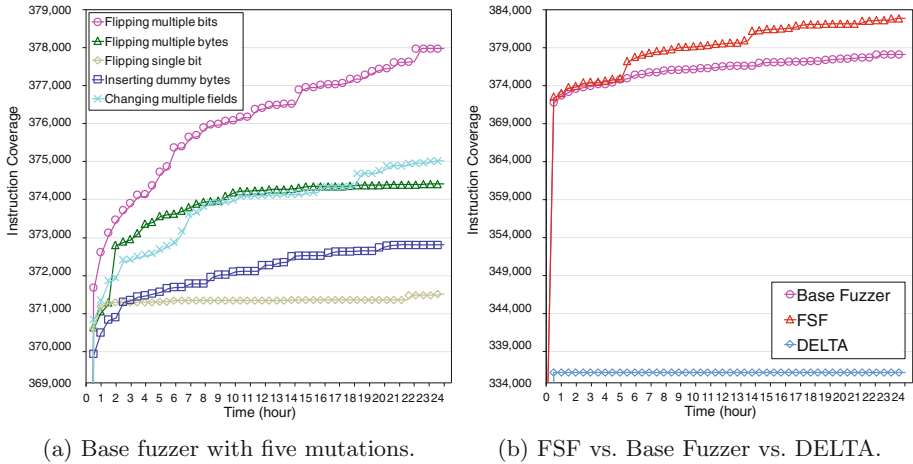 379,000
378,000
377,000
376,000
375,000
374,000
373,000
372,000
371,000
370,000
369,000
Instruction Coverage
Flipping multiple bits
Flipping multiple bytes
Flipping single bit
Inserting dummy bytes
Changing multiple fields
0 1 2 3 4 5 6 7 8 9 10 11 12 13 14 15 16 17 18 19 20 21 22 23 24
Time (hour)
(a) Base fuzzer with five mutations.
384,000
379,000
374,000
369,000
364,000
359,000
354,000
349,000
344,000
339,000
334,000
Instruction Coverage
Base Fuzzer
FSF
DELTA
0 1 2 3 4 5 6 7 8 9 10 11 12 13 14 15 16 17 18 19 20 21 22 23 24
Time (hour)
(b) FSF vs. Base Fuzzer vs. DELTA.